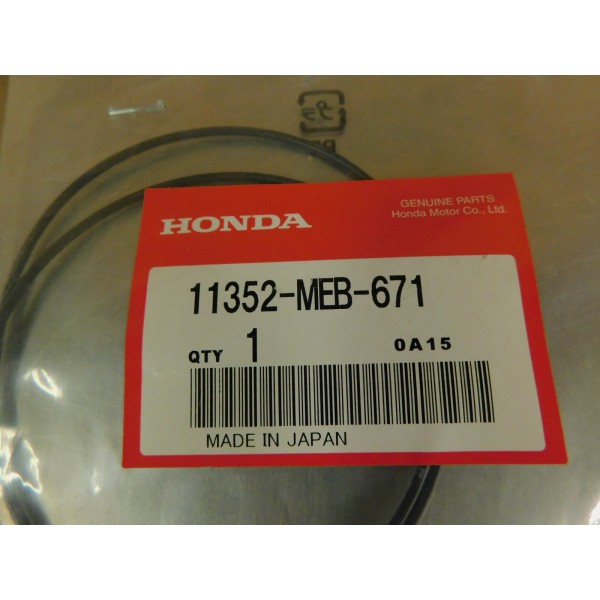 HONDA
GENUINE PARTS
Honda Motor Co., Ltd.
11352-MEB-671
QTY 1 0A15
MADE IN JAPAN